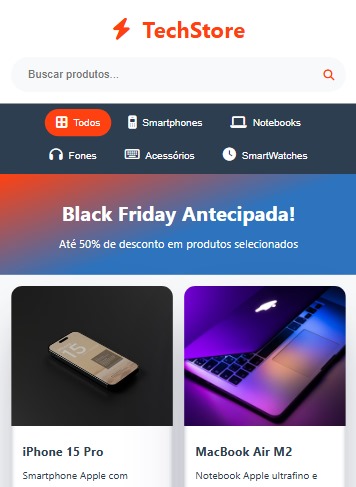 TechStore
Buscar produtos...
Todos Smartphones Notebooks
Fones Acessórios SmartWatches
Black Friday Antecipada!
Até 50% de desconto em produtos selecionados
15
iPhone 15 Pro
Smartphone Apple com
MacBook Air M2
Notebook Apple ultrafino e